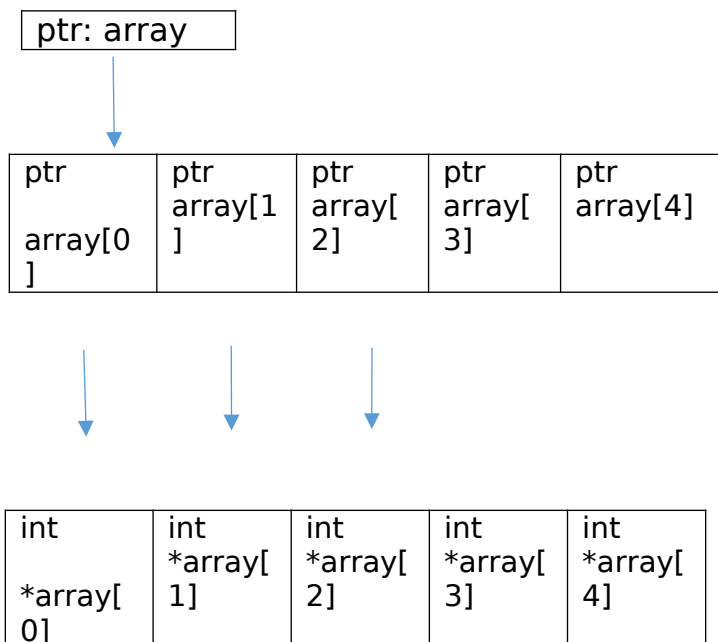 ptr: array
ptr
array[0
]
ptr
array[1
]
ptr
array[
2]
ptr
array[
3]
ptr
array[4]
int
*array[
0]
int
*array[
1]
int
*array[
2]
int
*array[
3]
int
*array[
4]